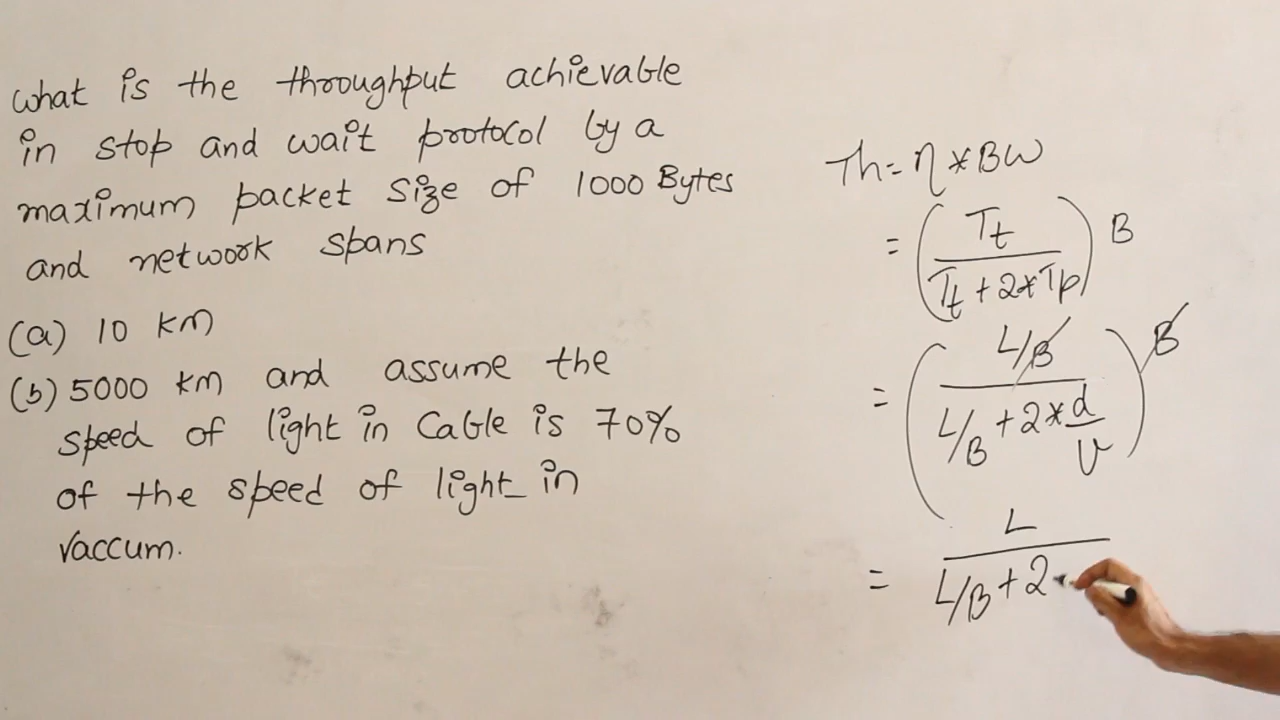 what is the throughput achievable
in stop and wait protocol by a
maximum packet size of 1000 Bytes
and network spans
(a) 10 km
(b) 5000 km and assume the
speed of light in Cable is 70%
of the speed of light in
vaccum.
Th = η * BW
= (Tt / (Tt + 2*Tp)) B
= (L/B / (L/B + 2 * d/v)) B
= L / (L/B + 2